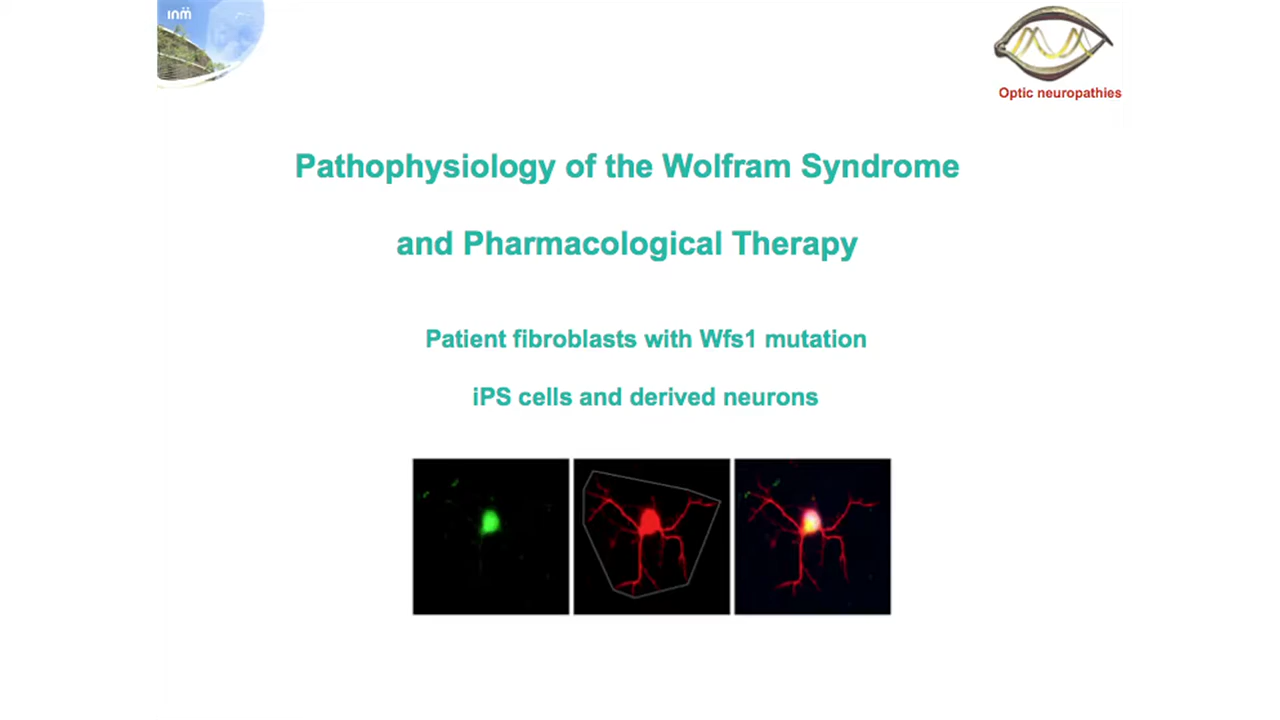 inm̈
Optic neuropathies
Pathophysiology of the Wolfram Syndrome
and Pharmacological Therapy
Patient fibroblasts with Wfs1 mutation
iPS cells and derived neurons